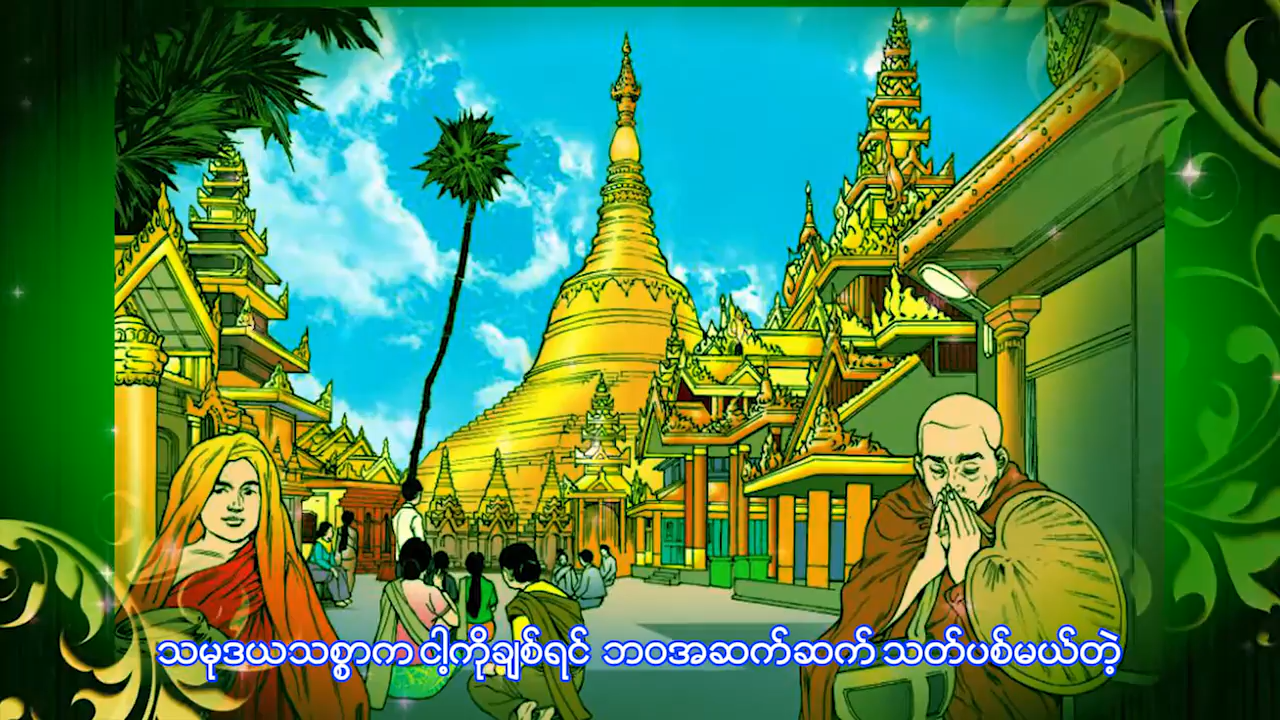 သမုဒယသစ္စာက ငါ့ကိုချစ်ရင် ဘဝအဆက်ဆက် သတ်ပစ်မယ်တဲ့